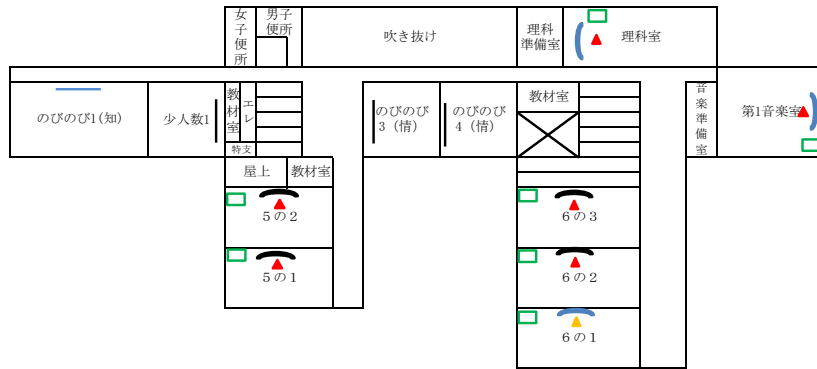 女子便所
男子
便所
吹き抜け
理科
準備室
理科室
のびのび1(知)
少人数1
教材室
エレ
特支
のびのび
3（情）
のびのび
4（情）
教材室
音楽準備室
第1音楽室
屋上
教材室
５の２
６の３
５の１
６の２
６の１